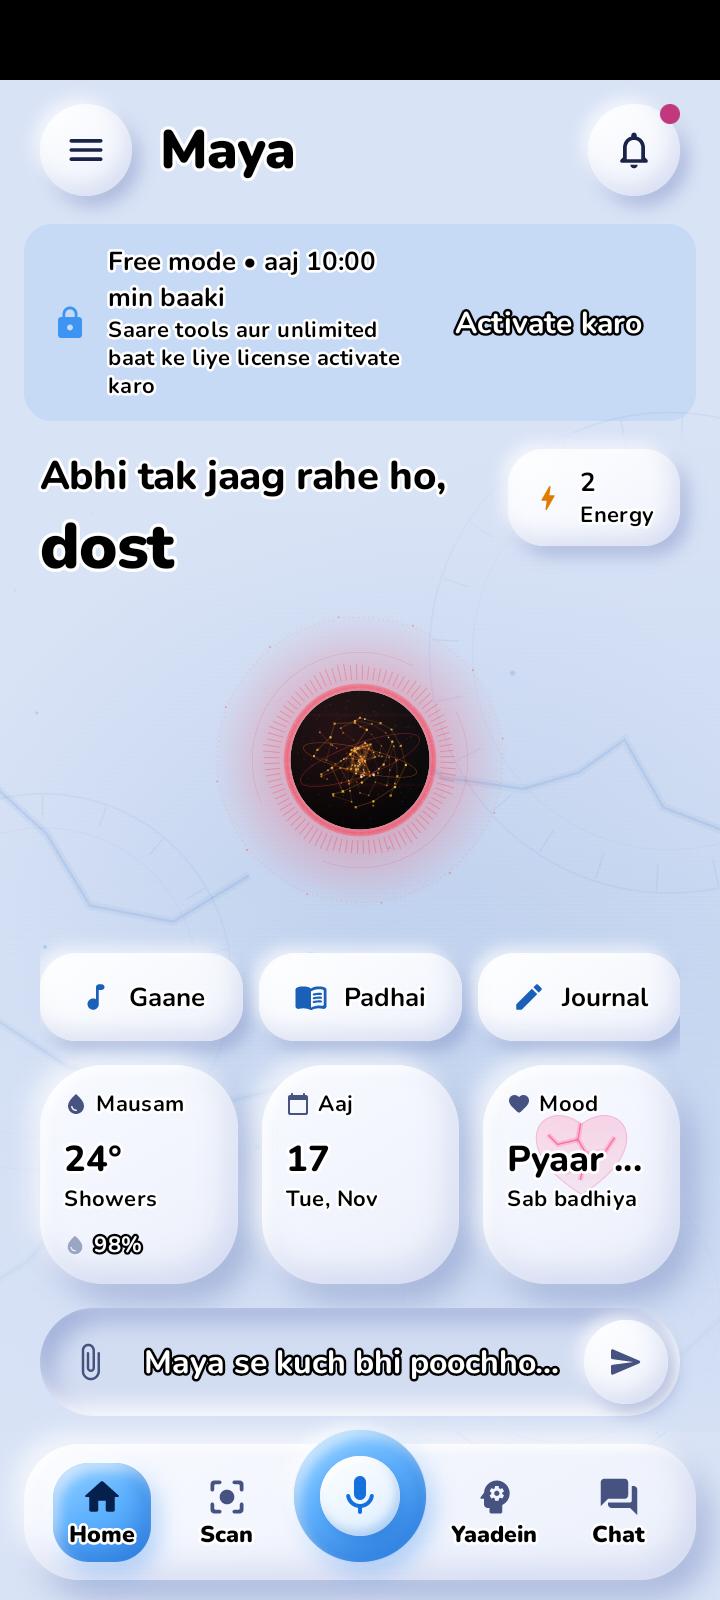 Maya
Free mode • aaj 10:00
min baaki
Saare tools aur unlimited
baat ke liye license activate
karo
Activate karo
Abhi tak jaag rahe ho,
dost
2
Energy
Gaane
Padhai
Journal
Mausam
24°
Showers
98%
Aaj
17
Tue, Nov
Mood
Pyaar ...
Sab badhiya
Maya se kuch bhi poochho...
Home
Scan
Yaadein
Chat